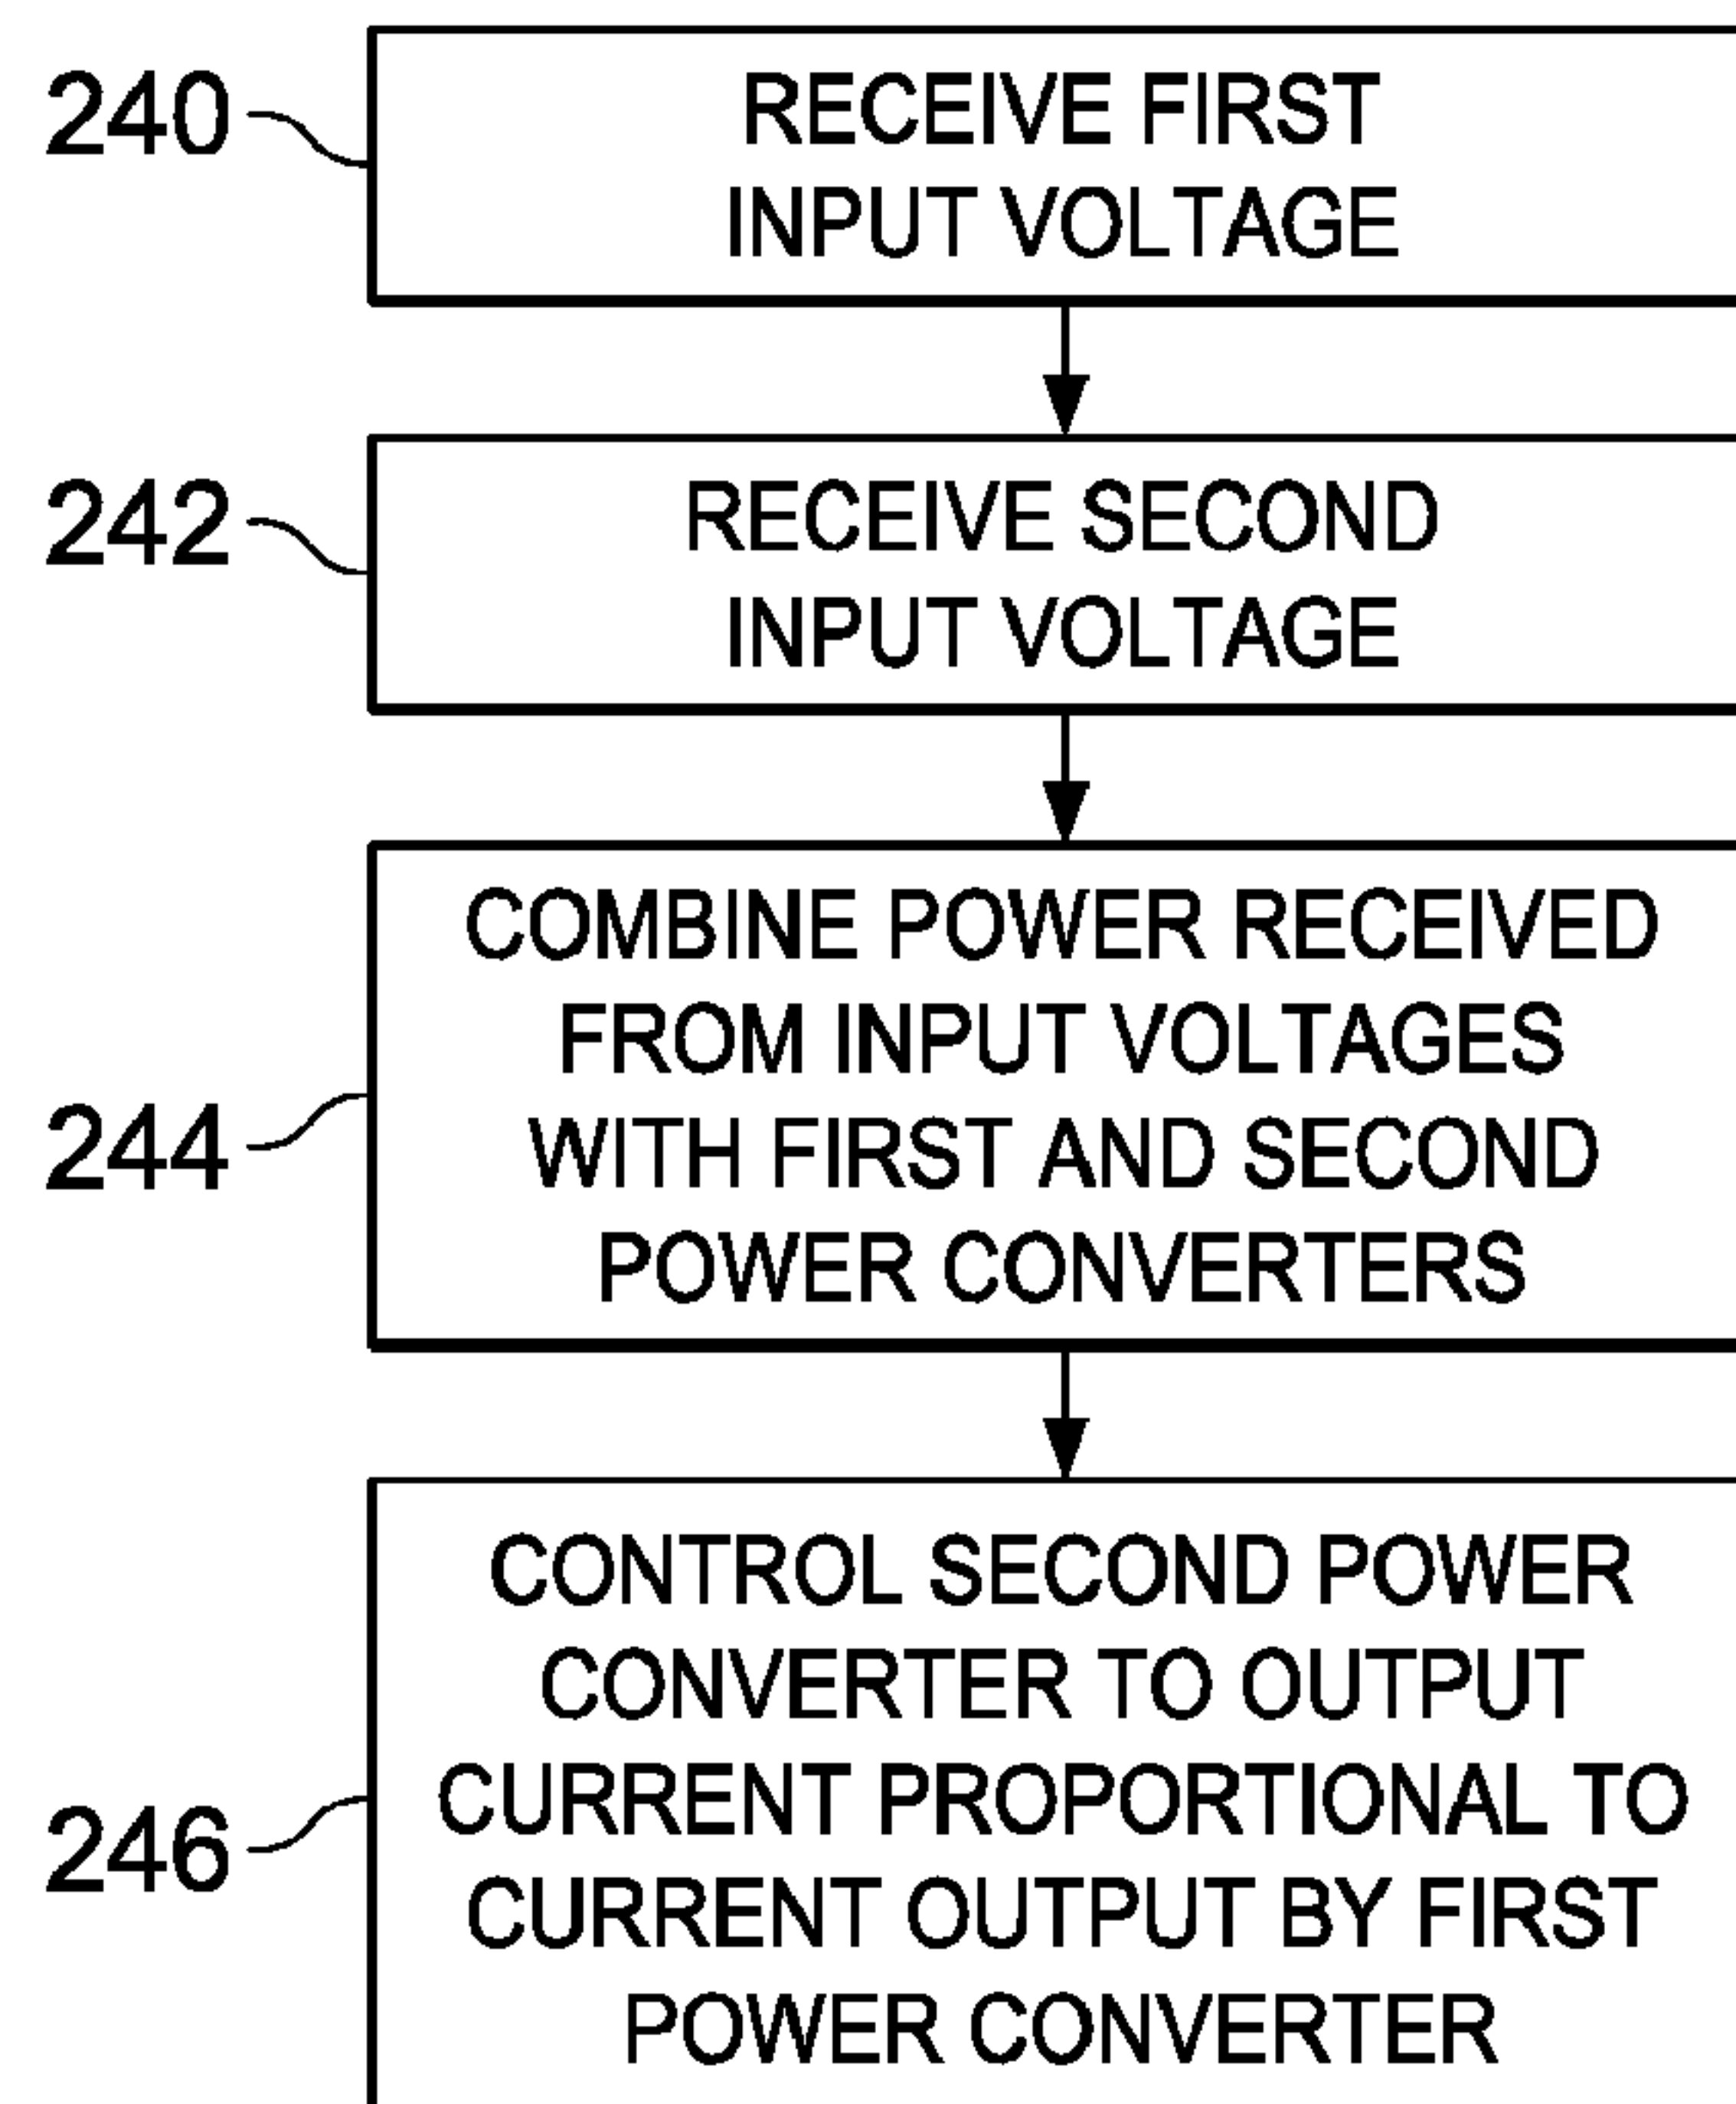 240
RECEIVE FIRST
INPUT VOLTAGE
242
RECEIVE SECOND
INPUT VOLTAGE
244
COMBINE POWER RECEIVED
FROM INPUT VOLTAGES
WITH FIRST AND SECOND
POWER CONVERTERS
246
CONTROL SECOND POWER
CONVERTER TO OUTPUT
CURRENT PROPORTIONAL TO
CURRENT OUTPUT BY FIRST
POWER CONVERTER